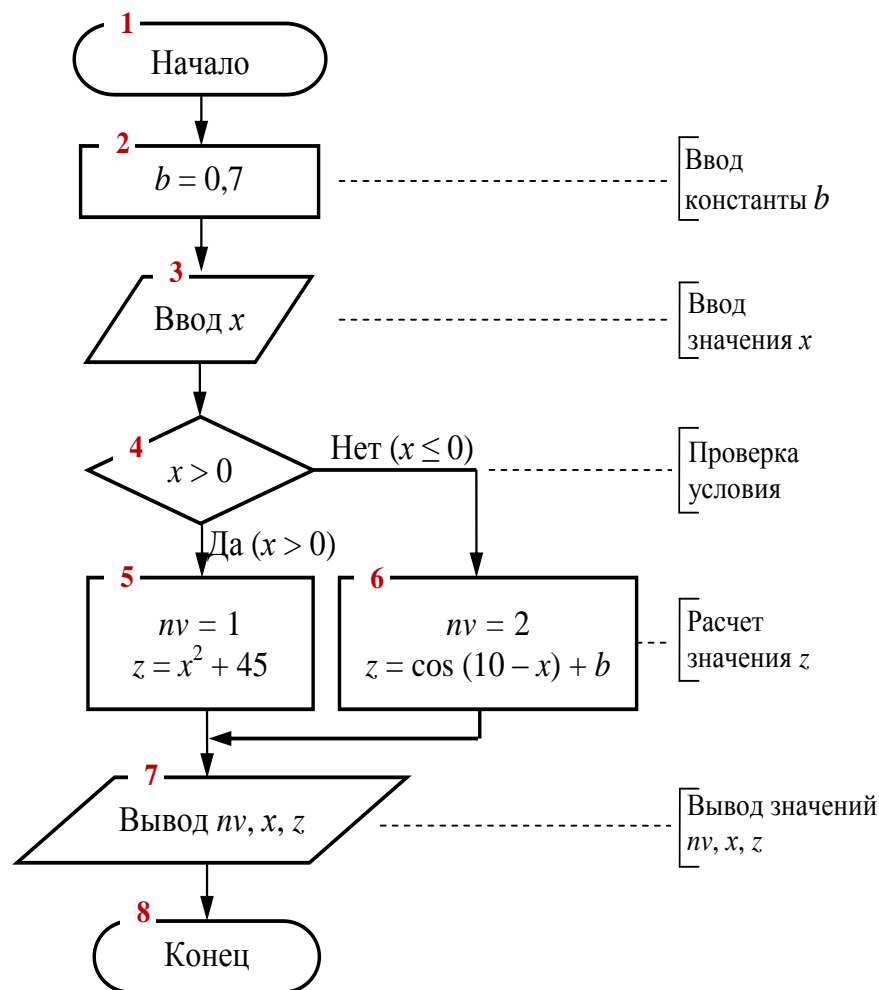 1
Начало
2
b = 0,7
Ввод
константы b
3
Ввод x
Ввод
значения x
4
x > 0
Нет (x ≤ 0)
Проверка
условия
Да (x > 0)
5
nv = 1
z = x² + 45
6
nv = 2
z = cos (10 – x) + b
Расчет
значения z
7
Вывод nv, x, z
Вывод значений
nv, x, z
8
Конец